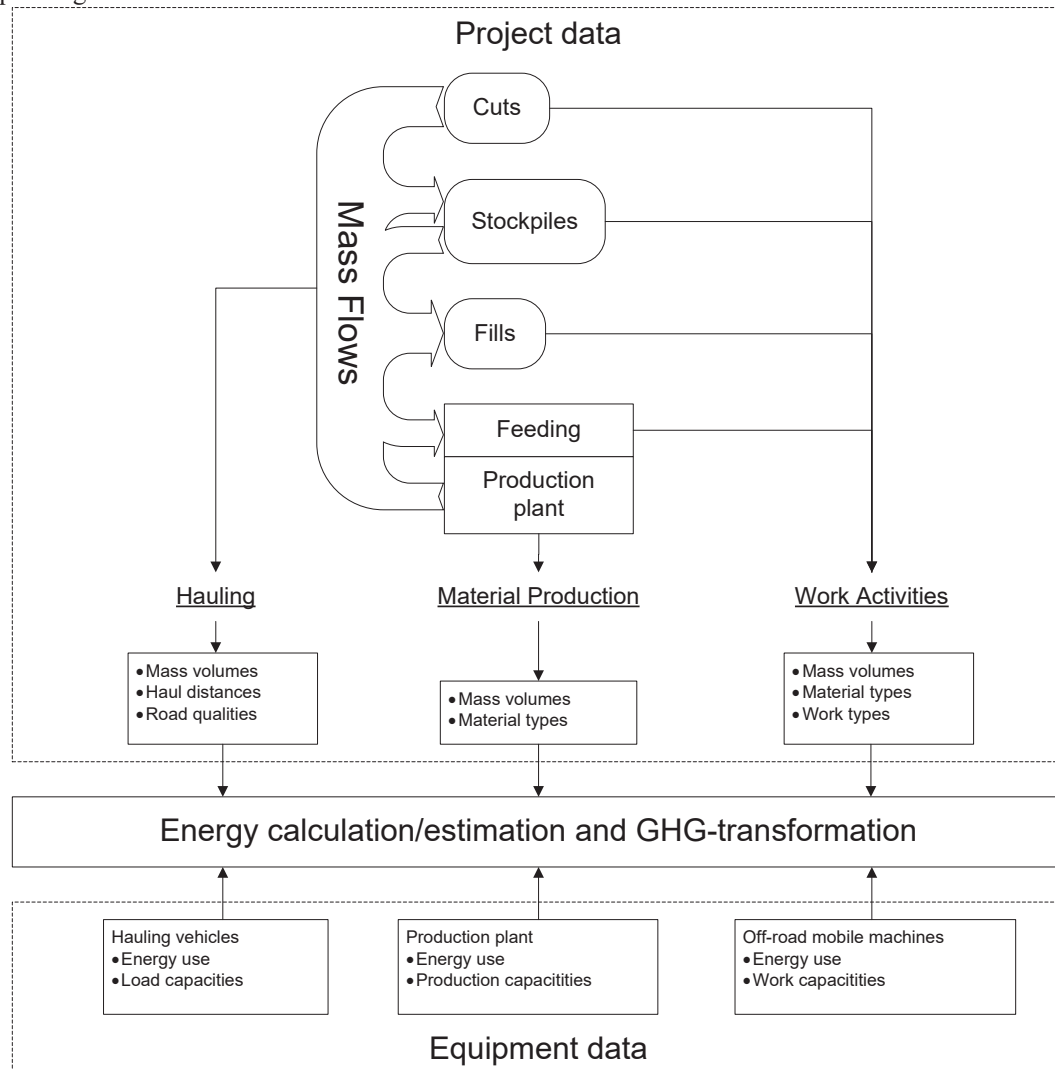 Project data
Cuts
Stockpiles
Mass Flows
Fills
Feeding
Production
plant
Hauling
Material Production
Work Activities
•Mass volumes
•Haul distances
•Road qualities
•Mass volumes
•Material types
•Mass volumes
•Material types
•Work types
Energy calculation/estimation and GHG-transformation
Hauling vehicles
•Energy use
•Load capacities
Production plant
•Energy use
•Production capacitities
Off-road mobile machines
•Energy use
•Work capacitities
Equipment data